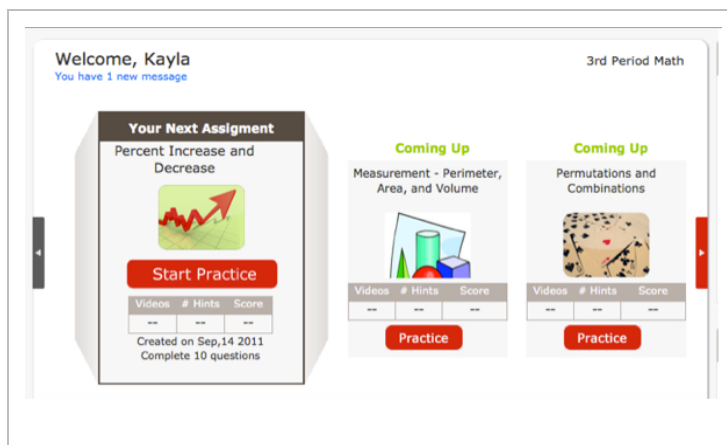 Welcome, Kayla
You have 1 new message
3rd Period Math
Your Next Assigment
Percent Increase and
Decrease
Start Practice
Videos # Hints Score
-- -- --
Created on Sep,14 2011
Complete 10 questions
Coming Up
Measurement - Perimeter,
Area, and Volume
Videos # Hints Score
-- -- --
Practice
Coming Up
Permutations and
Combinations
Videos # Hints Score
-- -- --
Practice